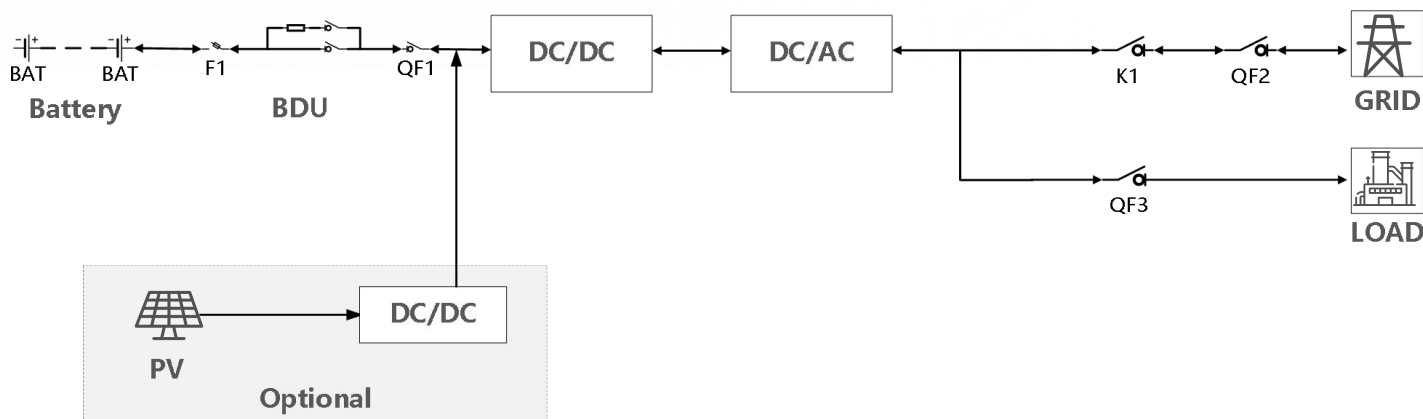 DC/DC
DC/AC
BAT
BAT
F1
QF1
K1
QF2
Battery
BDU
GRID
QF3
LOAD
DC/DC
PV
Optional